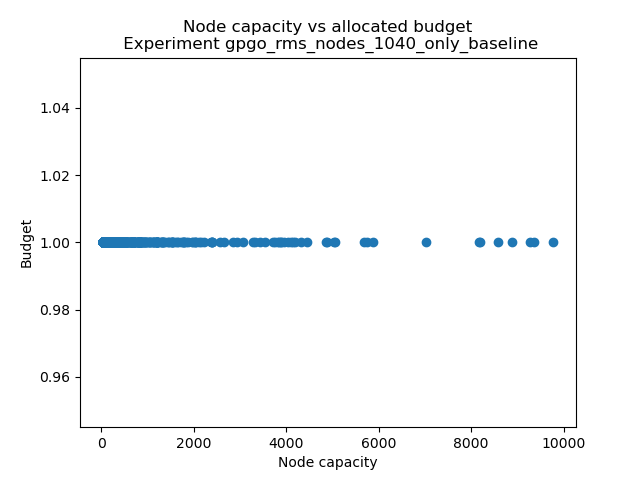 Node capacity vs allocated budget
Experiment gpgo_rms_nodes_1040_only_baseline
1.04
1.02
1.00
0.98
0.96
Budget
0
2000
4000
6000
8000
10000
Node capacity